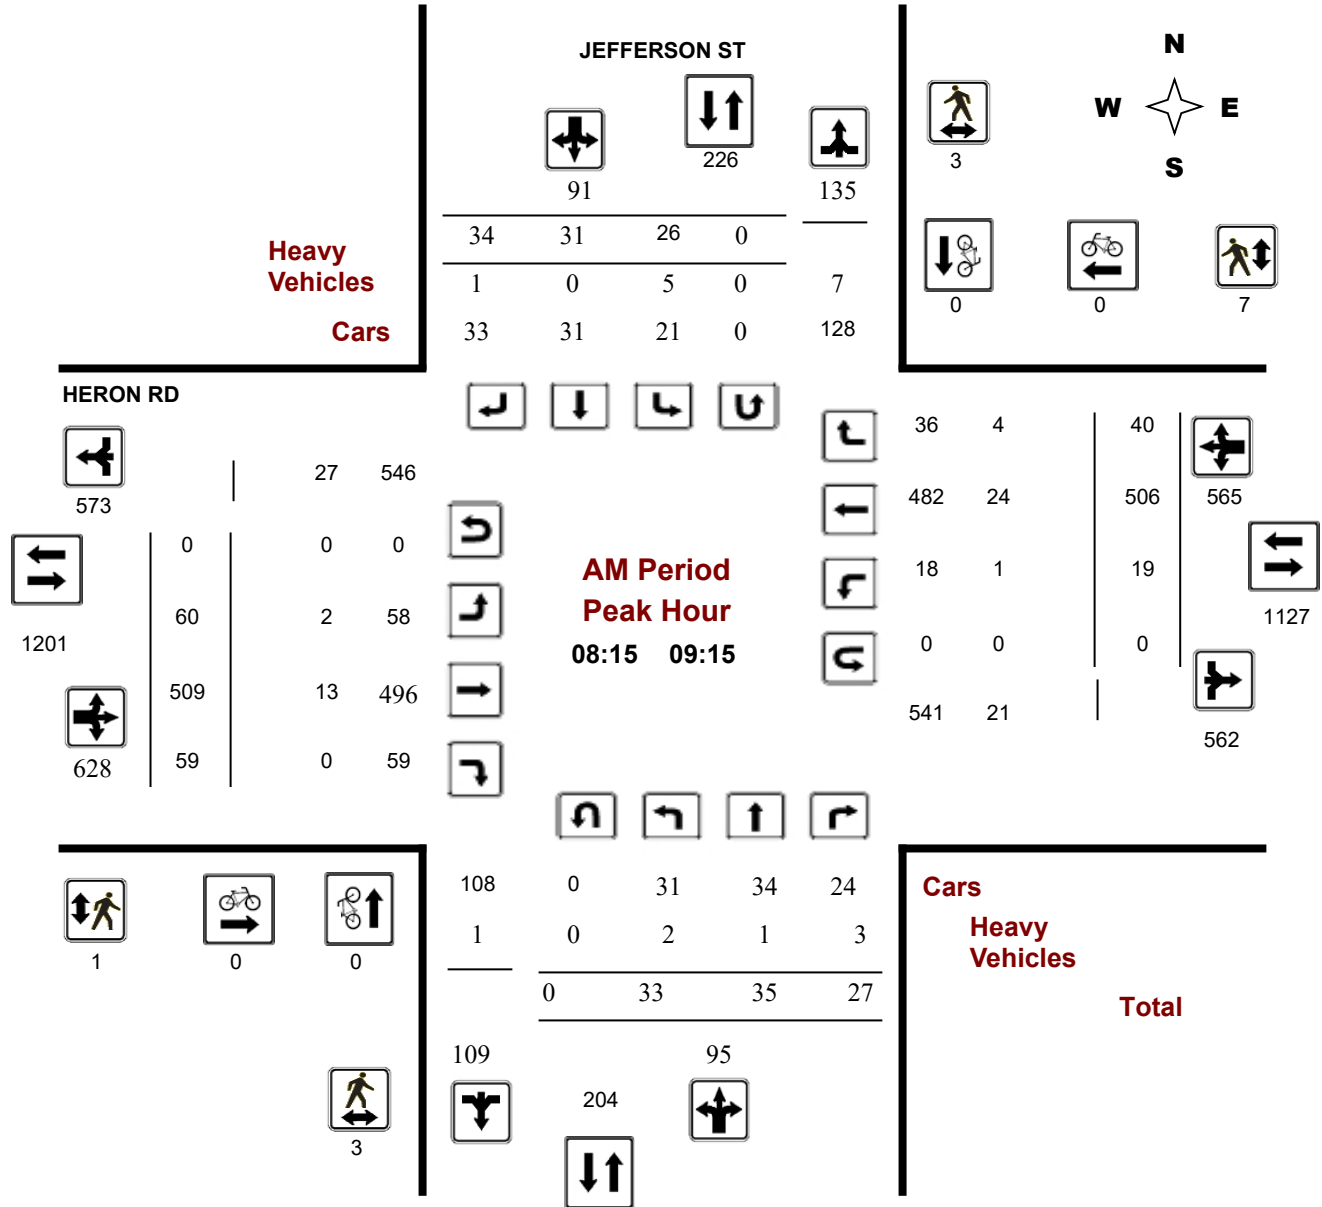 JEFFERSON ST
N
W E
S
226
3
91
135
34 31 26 0
Heavy
Vehicles
1 0 5 0 7
0 0 7
Cars
33 31 21 0 128
HERON RD
36 4 40
27 546
573
482 24 506 565
0 0 0
AM Period
Peak Hour
18 1 19
60 2 58
1127
1201
08:15 09:15
0 0 0
509 13 496
541 21
562
628 59 0 59
108 0 31 34 24
Cars
1 0 2 1 3
Heavy
Vehicles
1 0 0
0 33 35 27
Total
109 95
204
3